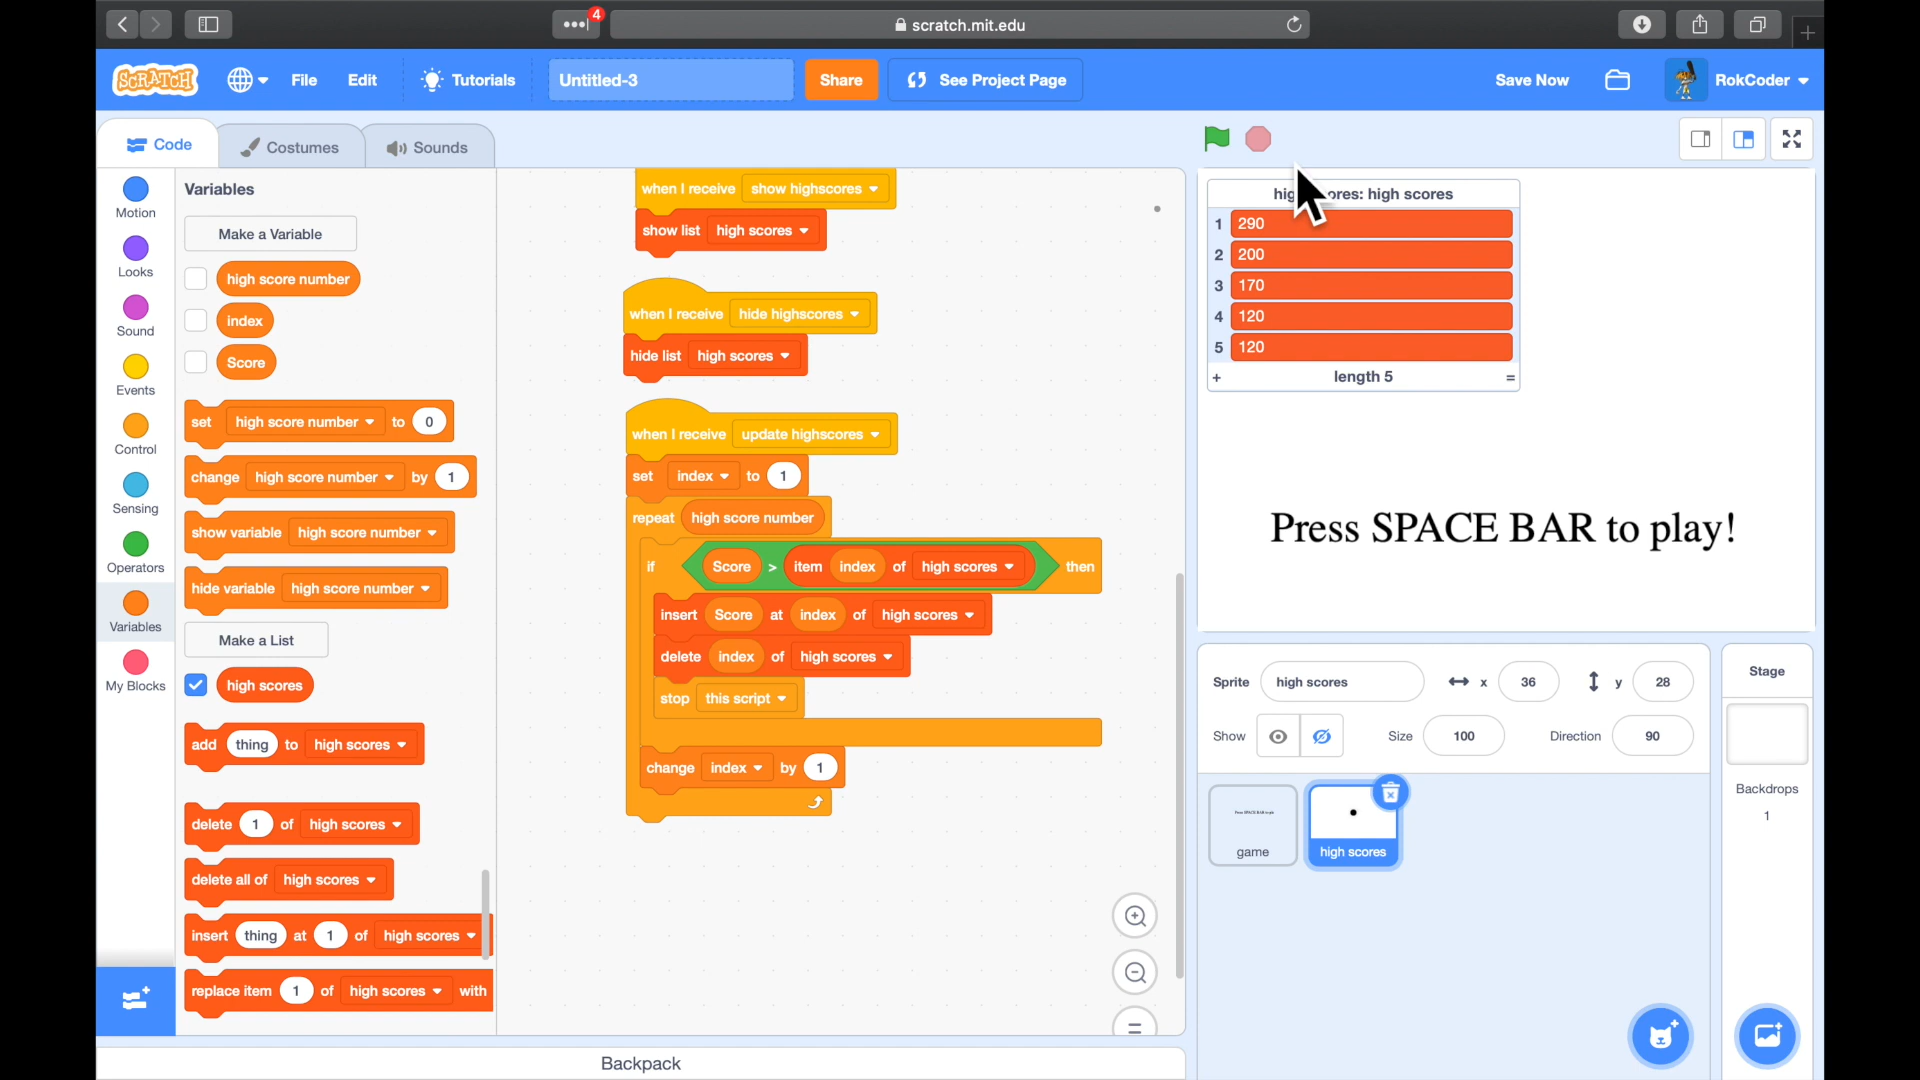 4
scratch.mit.edu
SCRATCH
File
Edit
Tutorials
Untitled-3
Share
See Project Page
Save Now
RokCoder
Code
Costumes
Sounds
Motion
Looks
Sound
Events
Control
Sensing
Operators
Variables
My Blocks
Variables
Make a Variable
high score number
index
Score
set high score number to 0
change high score number by 1
show variable high score number
hide variable high score number
Make a List
high scores
add thing to high scores
delete 1 of high scores
delete all of high scores
insert thing at 1 of high scores
replace item 1 of high scores with
when I receive show highscores
show list high scores
when I receive hide highscores
hide list high scores
when I receive update highscores
set index to 1
repeat high score number
if Score > item index of high scores then
insert Score at index of high scores
delete index of high scores
stop this script
change index by 1
Backpack
: high scores
1 290
2 200
3 170
4 120
5 120
+ length 5 =
Press SPACE BAR to play!
Sprite high scores x 36 y 28
Show Size 100 Direction 90
Press SPACE BAR to play
game
high scores
Stage
Backdrops
1